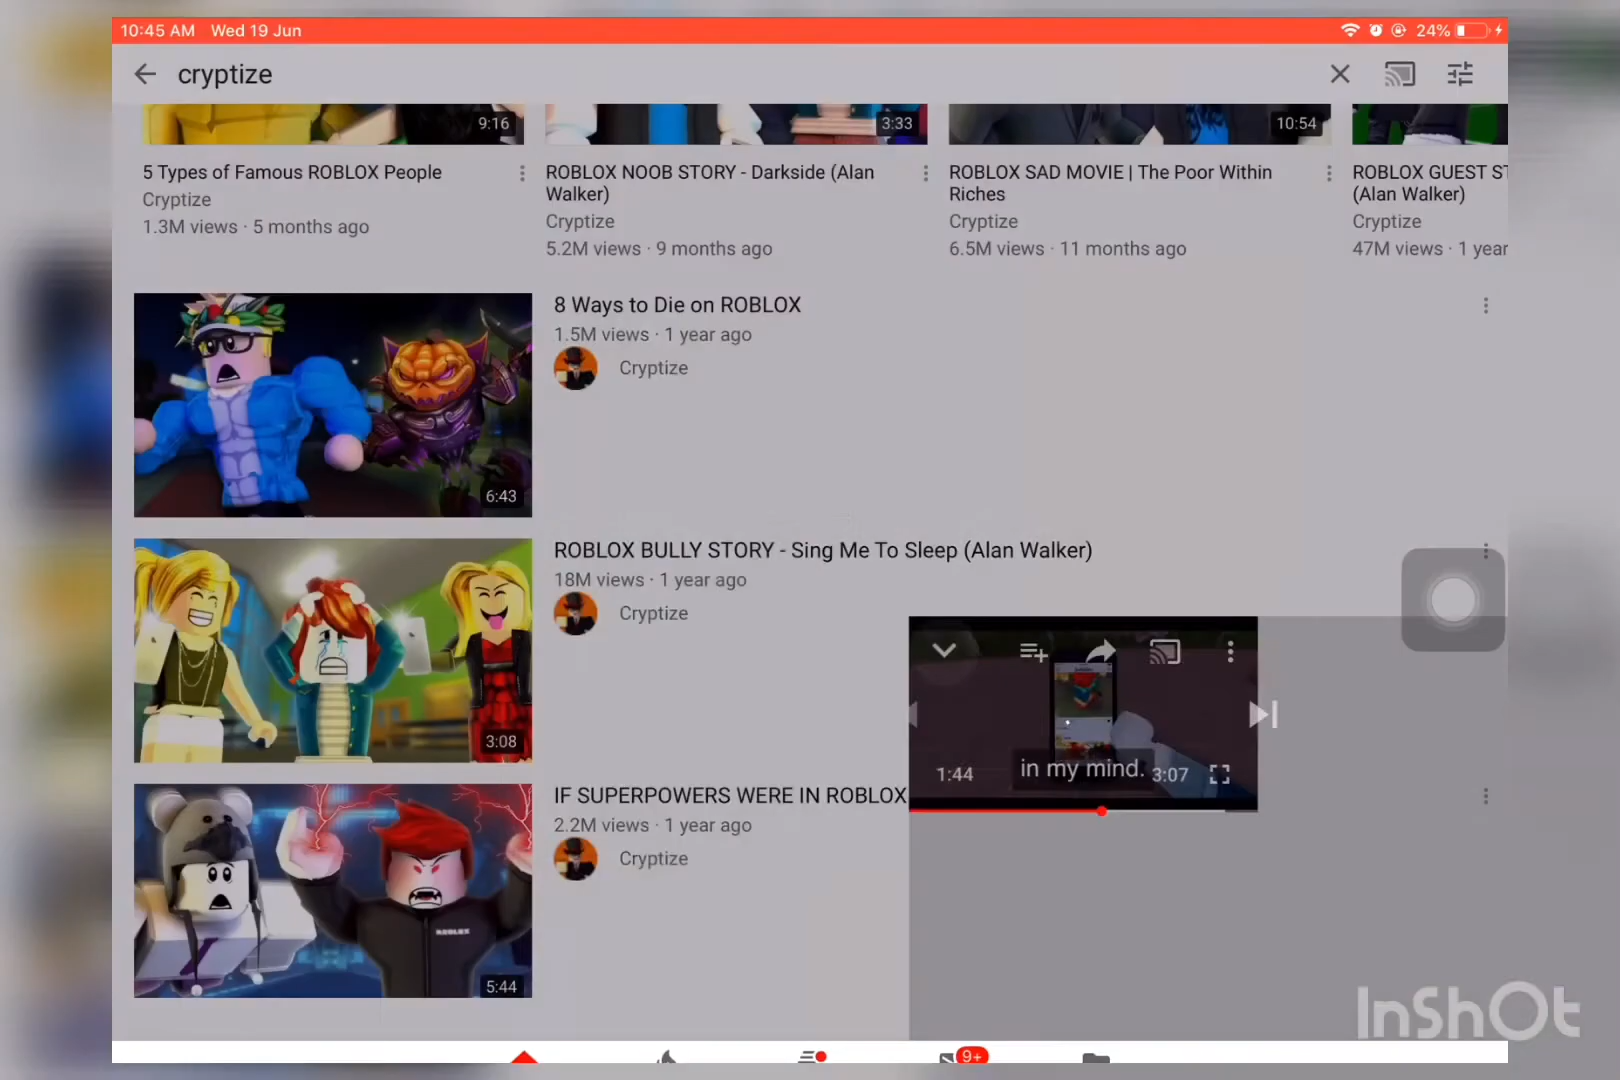 10:45 AM Wed 19 Jun
24%
cryptize
9:16
3:33
10:54
5 Types of Famous ROBLOX People
Cryptize
1.3M views · 5 months ago
ROBLOX NOOB STORY - Darkside (Alan
Walker)
Cryptize
5.2M views · 9 months ago
ROBLOX SAD MOVIE | The Poor Within
Riches
Cryptize
6.5M views · 11 months ago
ROBLOX GUEST ST
(Alan Walker)
Cryptize
47M views · 1 year
8 Ways to Die on ROBLOX
1.5M views · 1 year ago
Cryptize
6:43
ROBLOX BULLY STORY - Sing Me To Sleep (Alan Walker)
18M views · 1 year ago
Cryptize
3:08
1:44
in my mind.
3:07
IF SUPERPOWERS WERE IN ROBLOX
2.2M views · 1 year ago
Cryptize
ROBLOX
5:44
InShOt
9+